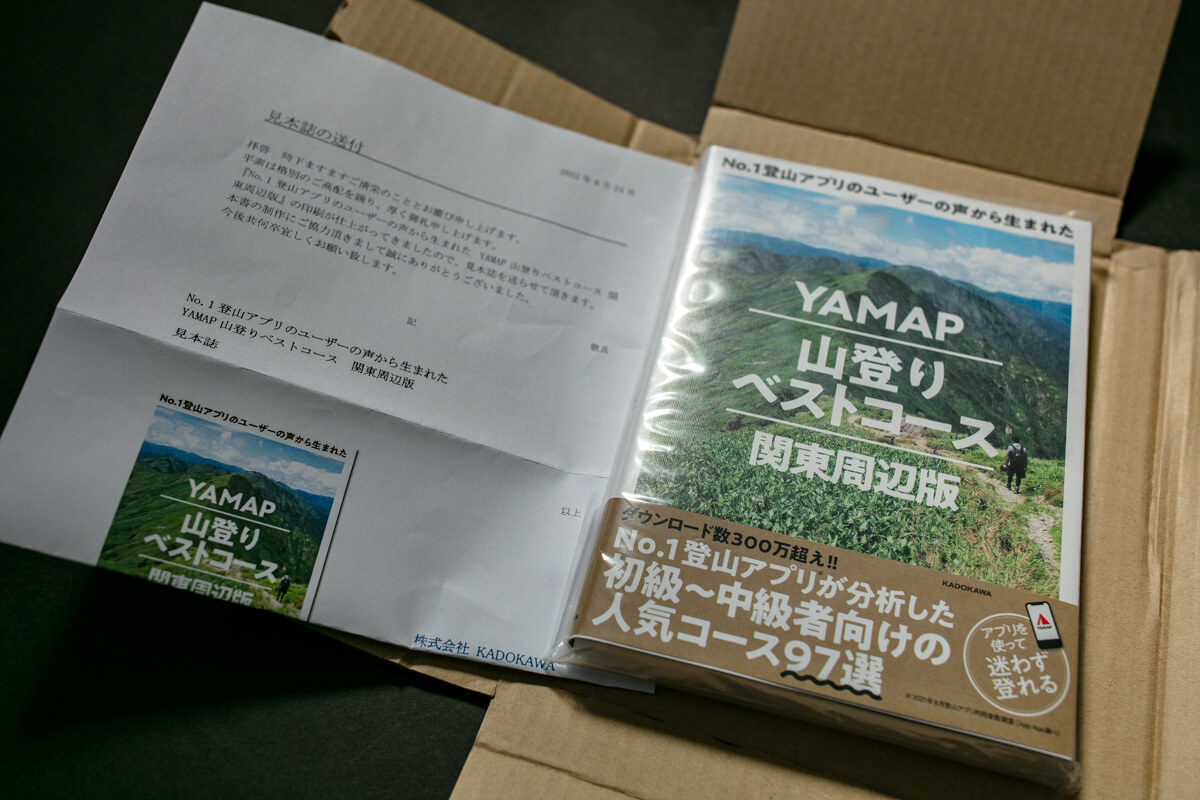 見本誌の送付
拝啓 時下ますますご清栄のこととお慶び申し上げます。
平素は格別のご高配を賜り、厚く御礼申し上げます。
『No.1 登山アプリのユーザーの声から生まれた YAMAP 山登りベストコース 関
東周辺版』の印刷が仕上がってきましたので、見本誌を送らせて頂きます。
本書の制作にご協力頂きまして誠にありがとうございました。
今後共何卒宜しくお願い致します。
敬具
記
No.1 登山アプリのユーザーの声から生まれた
YAMAP 山登りベストコース 関東周辺版
見本誌
No.1登山アプリのユーザーの声から生まれた
YAMAP
山登り
ベストコース
関東周辺版
以上
株式会社 KADOKAWA
No.1登山アプリのユーザーの声から生まれた
YAMAP
山登り
ベストコース
関東周辺版
KADOKAWA
ダウンロード数300万超え!!
No.1登山アプリが分析した
初級～中級者向けの
人気コース97選
YAMAP
アプリを
使って
迷わず
登れる